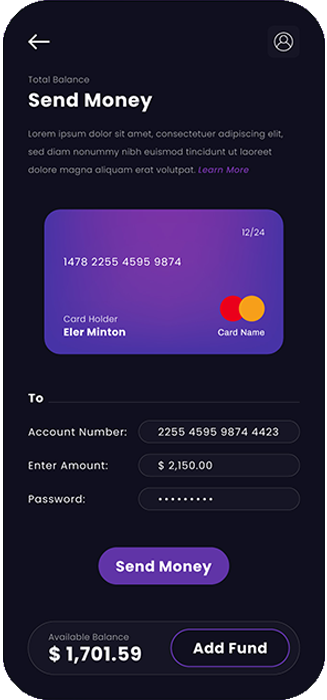 Total Balance
Send Money
Lorem ipsum dolor sit amet, consectetuer adipiscing elit,
sed diam nonummy nibh euismod tincidunt ut laoreet
dolore magna aliquam erat volutpat. Learn More
12/24
1478 2255 4595 9874
Card Holder
Eler Minton
Card Name
To
Account Number: 2255 4595 9874 4423
Enter Amount: $ 2,150.00
Password: •••••••••
Send Money
Available Balance
$ 1,701.59
Add Fund